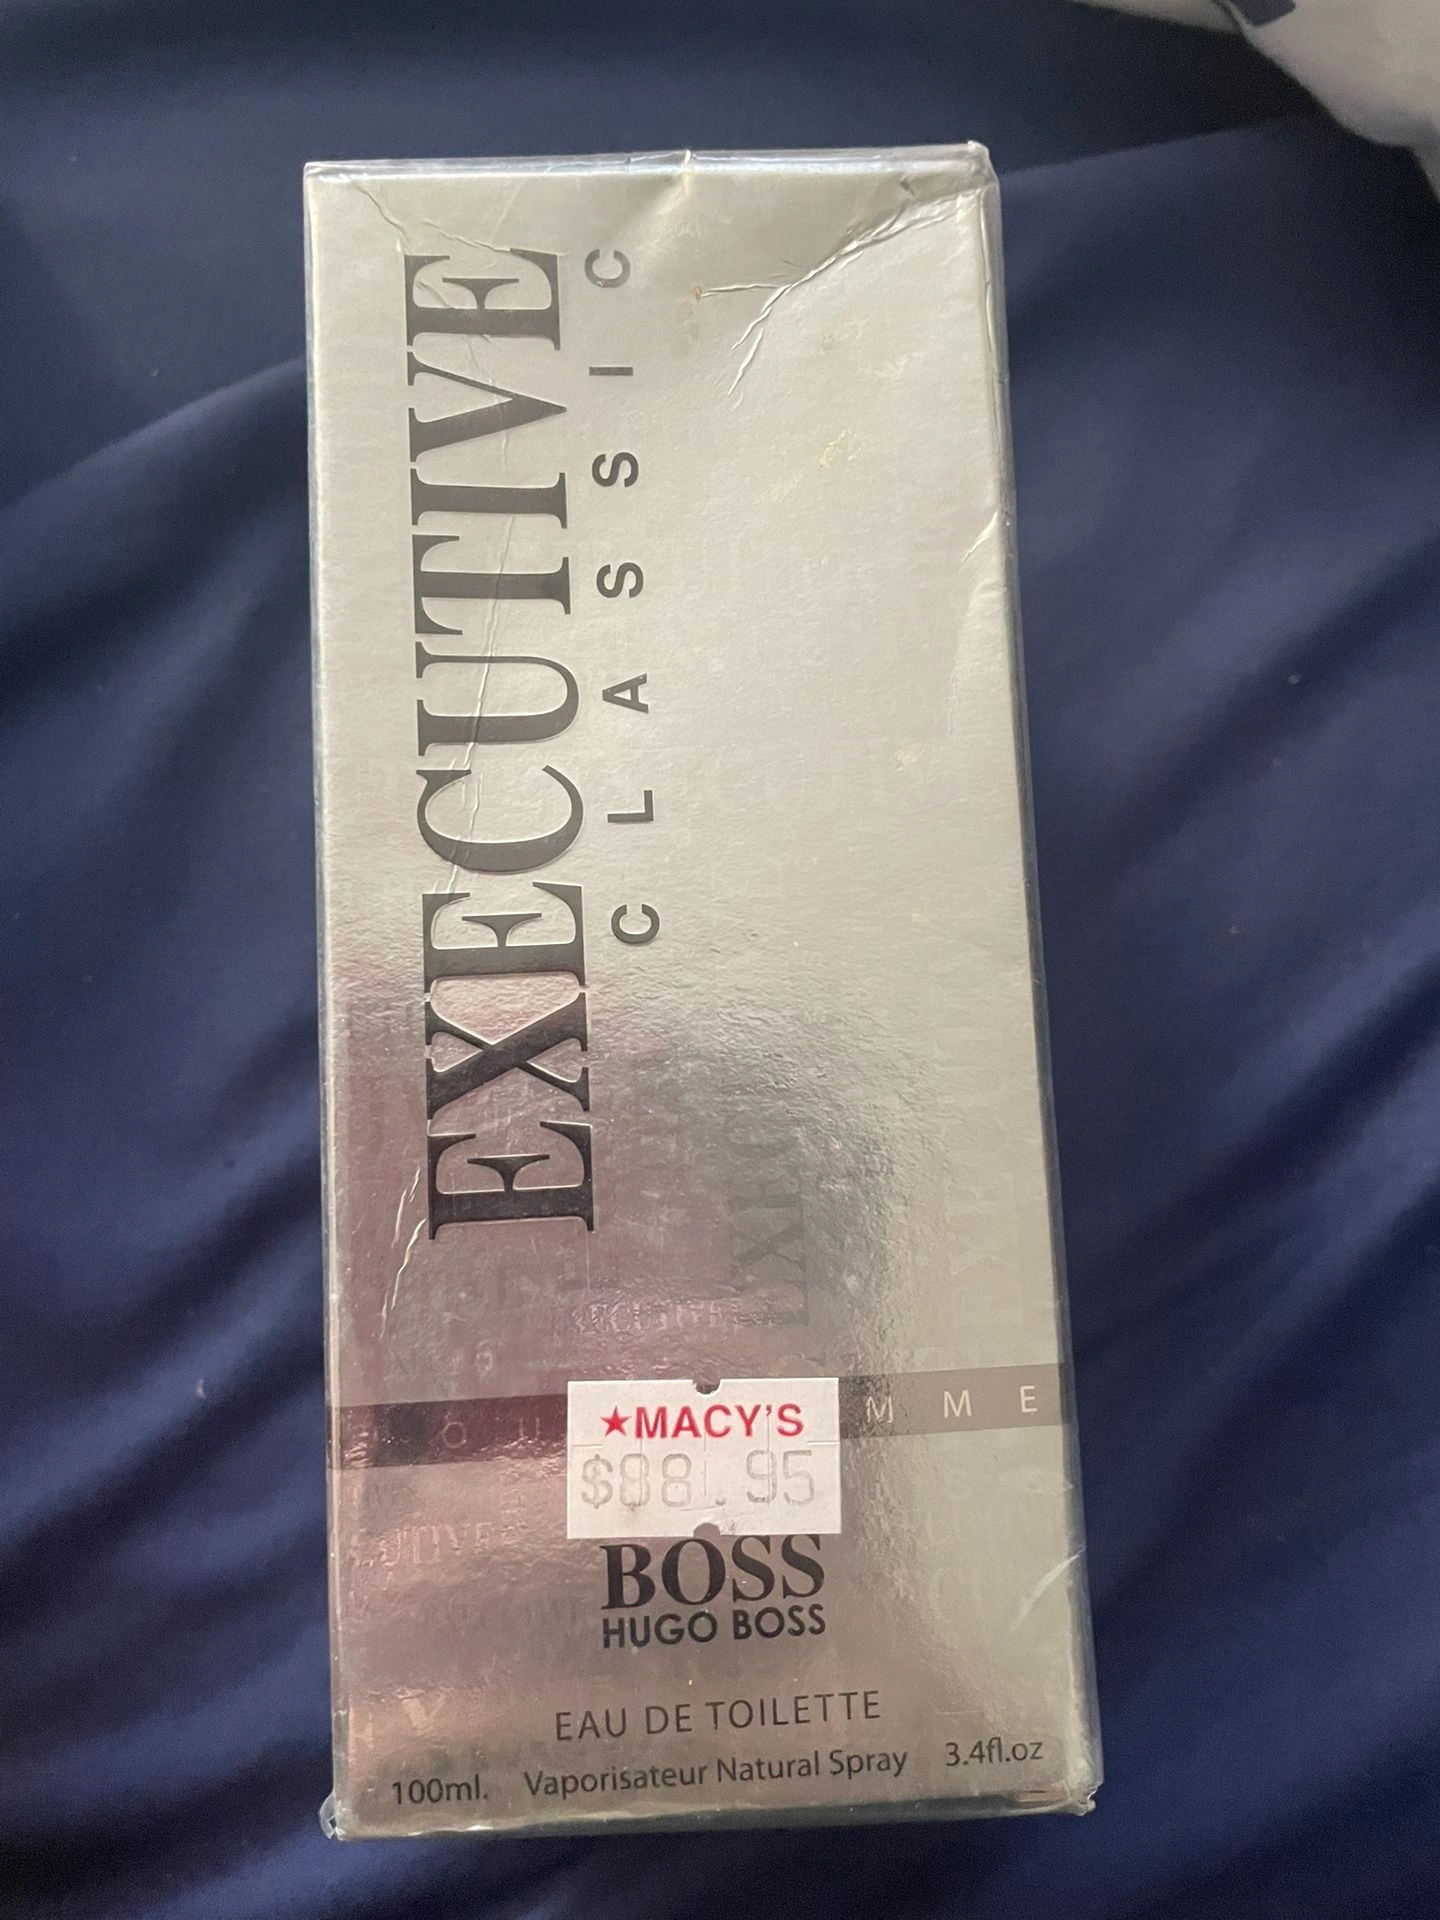 EXECUTIVE
CLASSIC
★MACY'S
$88.95
MME
BOSS
HUGO BOSS
EAU DE TOILETTE
100ml. Vaporisateur Natural Spray 3.4fl.oz